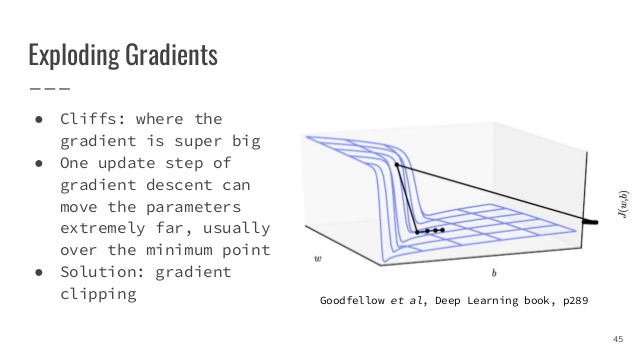 Exploding Gradients
● Cliffs: where the
gradient is super big
● One update step of
gradient descent can
move the parameters
extremely far, usually
over the minimum point
● Solution: gradient
clipping
J(w,b)
w
b
Goodfellow et al, Deep Learning book, p289
45